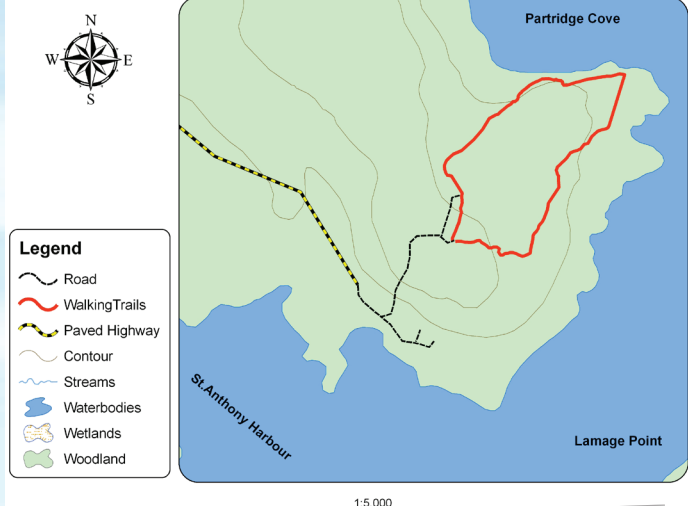 N
W E
S
Partridge Cove
Legend
Road
WalkingTrails
Paved Highway
Contour
Streams
Waterbodies
Wetlands
Woodland
St.Anthony Harbour
Lamage Point
1:5,000